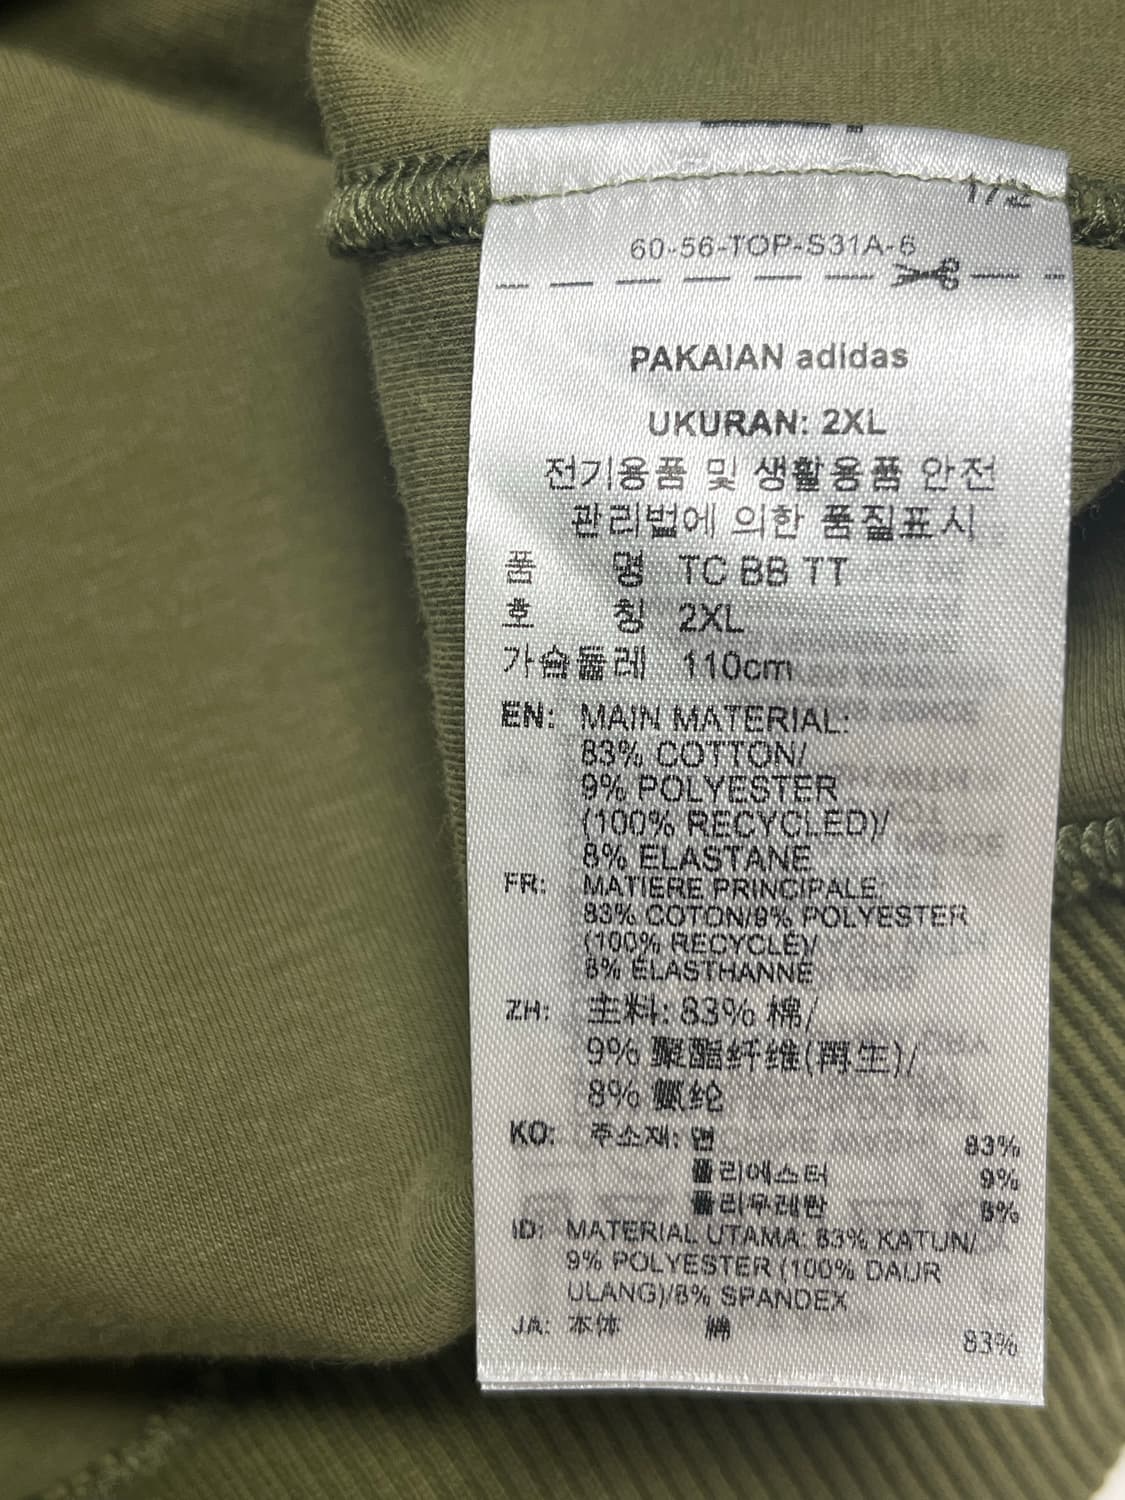 1/2
60-56-TOP-S31A-6
PAKAIAN adidas
UKURAN: 2XL
전기용품 및 생활용품 안전
관리법에 의한 품질표시
품 명 TC BB TT
호 칭 2XL
가슴둘레 110cm
EN: MAIN MATERIAL:
83% COTTON/
9% POLYESTER
(100% RECYCLED)/
8% ELASTANE
FR: MATIERE PRINCIPALE:
83% COTON/9% POLYESTER
(100% RECYCLÉ)/
8% ÉLASTHANNE
ZH: 主料: 83% 棉/
9% 聚酯纤维(再生)/
8% 氨纶
KO: 주소재: 면 83%
폴리에스터 9%
폴리우레탄 8%
ID: MATERIAL UTAMA: 83% KATUN/
9% POLYESTER (100% DAUR
ULANG)/8% SPANDEX
JA: 本体 綿 83%